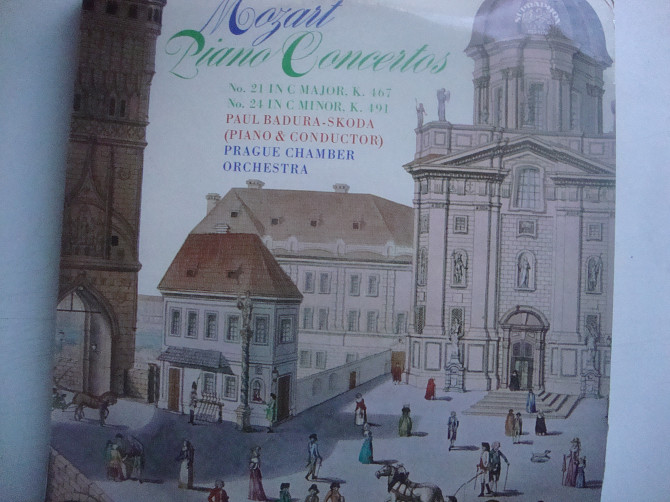 Mozart
Piano Concertos
No. 21 IN C MAJOR, K. 467
No. 24 IN C MINOR, K. 491
PAUL BADURA-SKODA
(PIANO & CONDUCTOR)
PRAGUE CHAMBER
ORCHESTRA